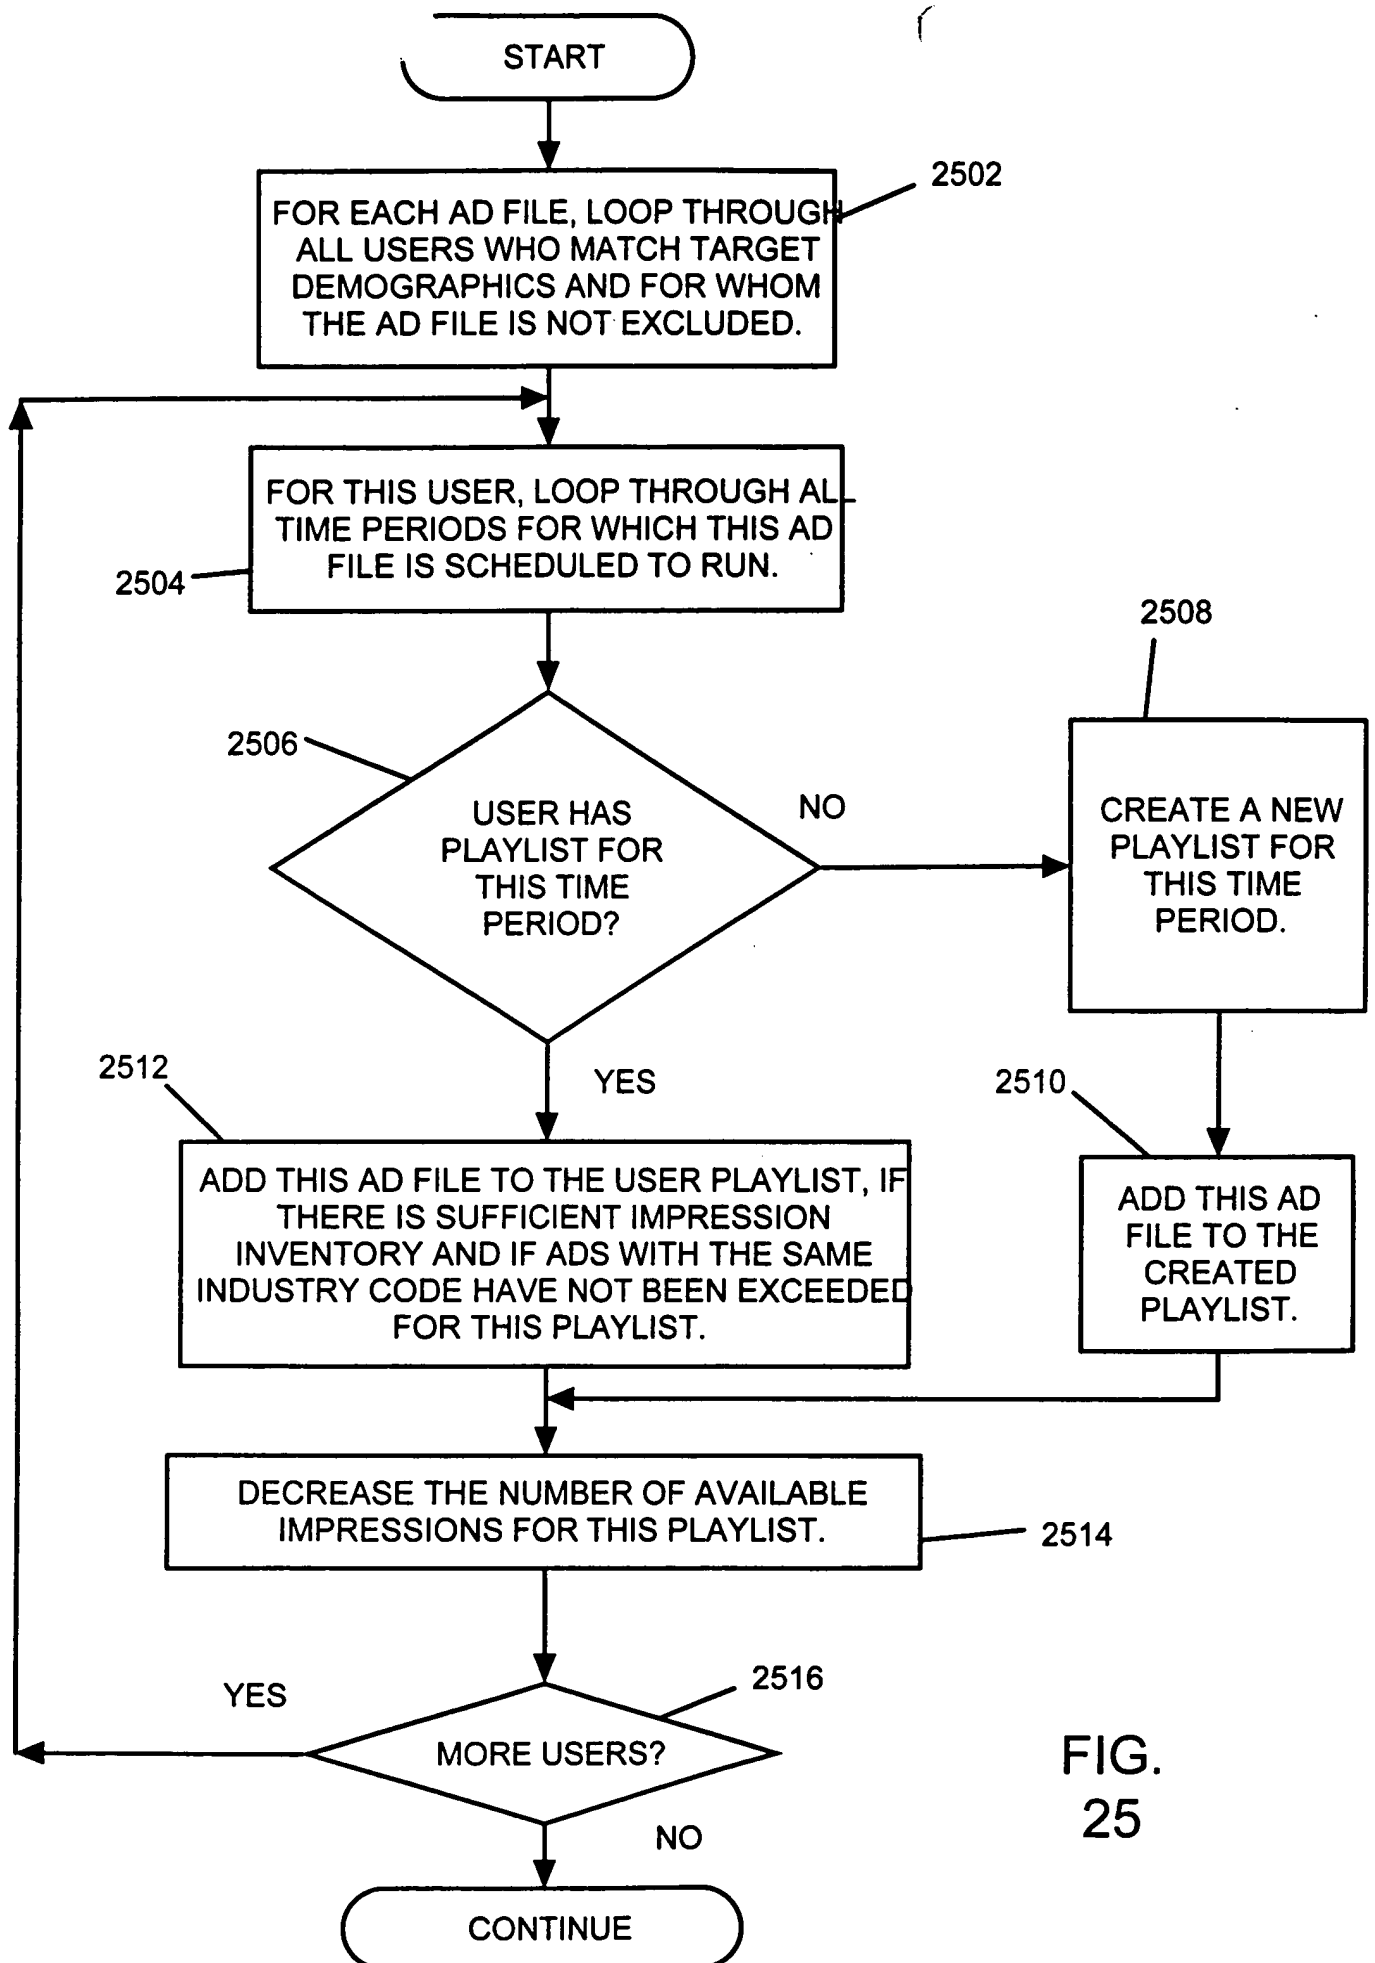 START
2502
FOR EACH AD FILE, LOOP THROUGH
ALL USERS WHO MATCH TARGET
DEMOGRAPHICS AND FOR WHOM
THE AD FILE IS NOT EXCLUDED.
FOR THIS USER, LOOP THROUGH ALL
TIME PERIODS FOR WHICH THIS AD
FILE IS SCHEDULED TO RUN.
2504
2506
USER HAS
PLAYLIST FOR
THIS TIME
PERIOD?
NO
2508
CREATE A NEW
PLAYLIST FOR
THIS TIME
PERIOD.
YES
2512
ADD THIS AD FILE TO THE USER PLAYLIST, IF
THERE IS SUFFICIENT IMPRESSION
INVENTORY AND IF ADS WITH THE SAME
INDUSTRY CODE HAVE NOT BEEN EXCEEDED
FOR THIS PLAYLIST.
2510
ADD THIS AD
FILE TO THE
CREATED
PLAYLIST.
DECREASE THE NUMBER OF AVAILABLE
IMPRESSIONS FOR THIS PLAYLIST.
2514
YES
2516
MORE USERS?
NO
CONTINUE
FIG.
25